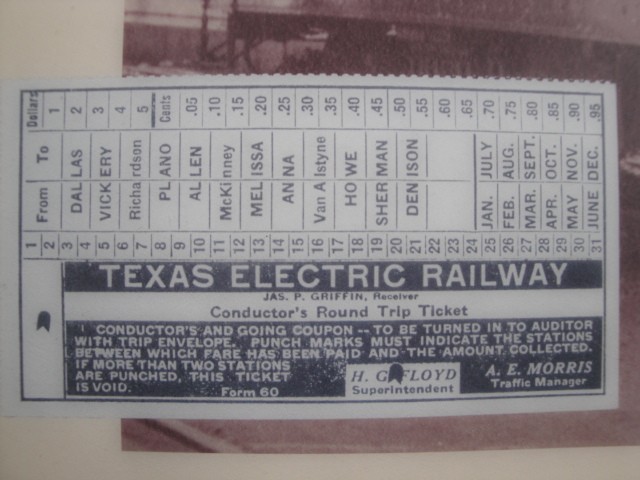 Dollars 1 2 3 4 5 Cents .05 .10 .15 .20 .25 .30 .35 .40 .45 .50 .55 .60 .65 .70 .75 .80 .85 .90 .95
From To
DALLAS
VICKERY
Richardson
PLANO
ALLEN
McKinney
MELISSA
ANNA
Van Alstyne
HOWE
SHERMAN
DENISON
JAN. JULY
FEB. AUG.
MAR. SEPT.
APR. OCT.
MAY NOV.
JUNE DEC.
1 2 3 4 5 6 7 8 9 10 11 12 13 14 15 16 17 18 19 20 21 22 23 24 25 26 27 28 29 30 31
TEXAS ELECTRIC RAILWAY
JAS. P. GRIFFIN, Receiver
Conductor's Round Trip Ticket
1 CONDUCTOR'S AND GOING COUPON -- TO BE TURNED IN TO AUDITOR
WITH TRIP ENVELOPE. PUNCH MARKS MUST INDICATE THE STATIONS
BETWEEN WHICH FARE HAS BEEN PAID AND THE AMOUNT COLLECTED.
IF MORE THAN TWO STATIONS
ARE PUNCHED, THIS TICKET
IS VOID.
Form 60
H. G. FLOYD
Superintendent
A. E. MORRIS
Traffic Manager